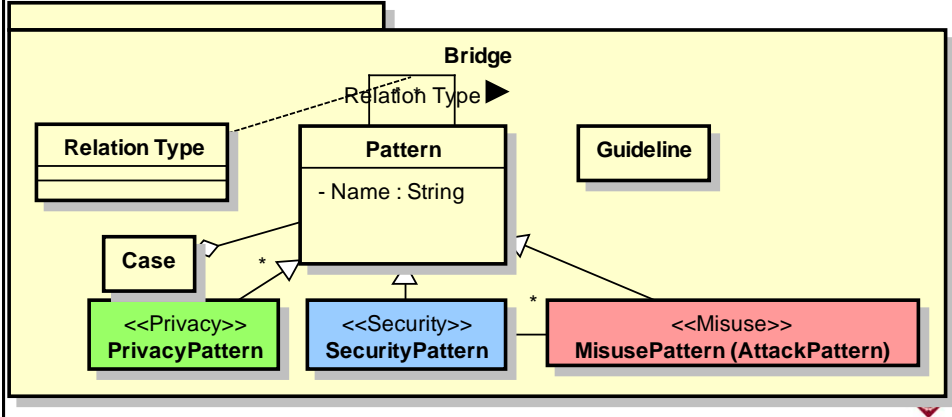 Bridge
Relation Type
Relation Type
Pattern
Guideline
- Name : String
Case
*
*
<<Privacy>>
PrivacyPattern
<<Security>>
SecurityPattern
<<Misuse>>
MisusePattern (AttackPattern)